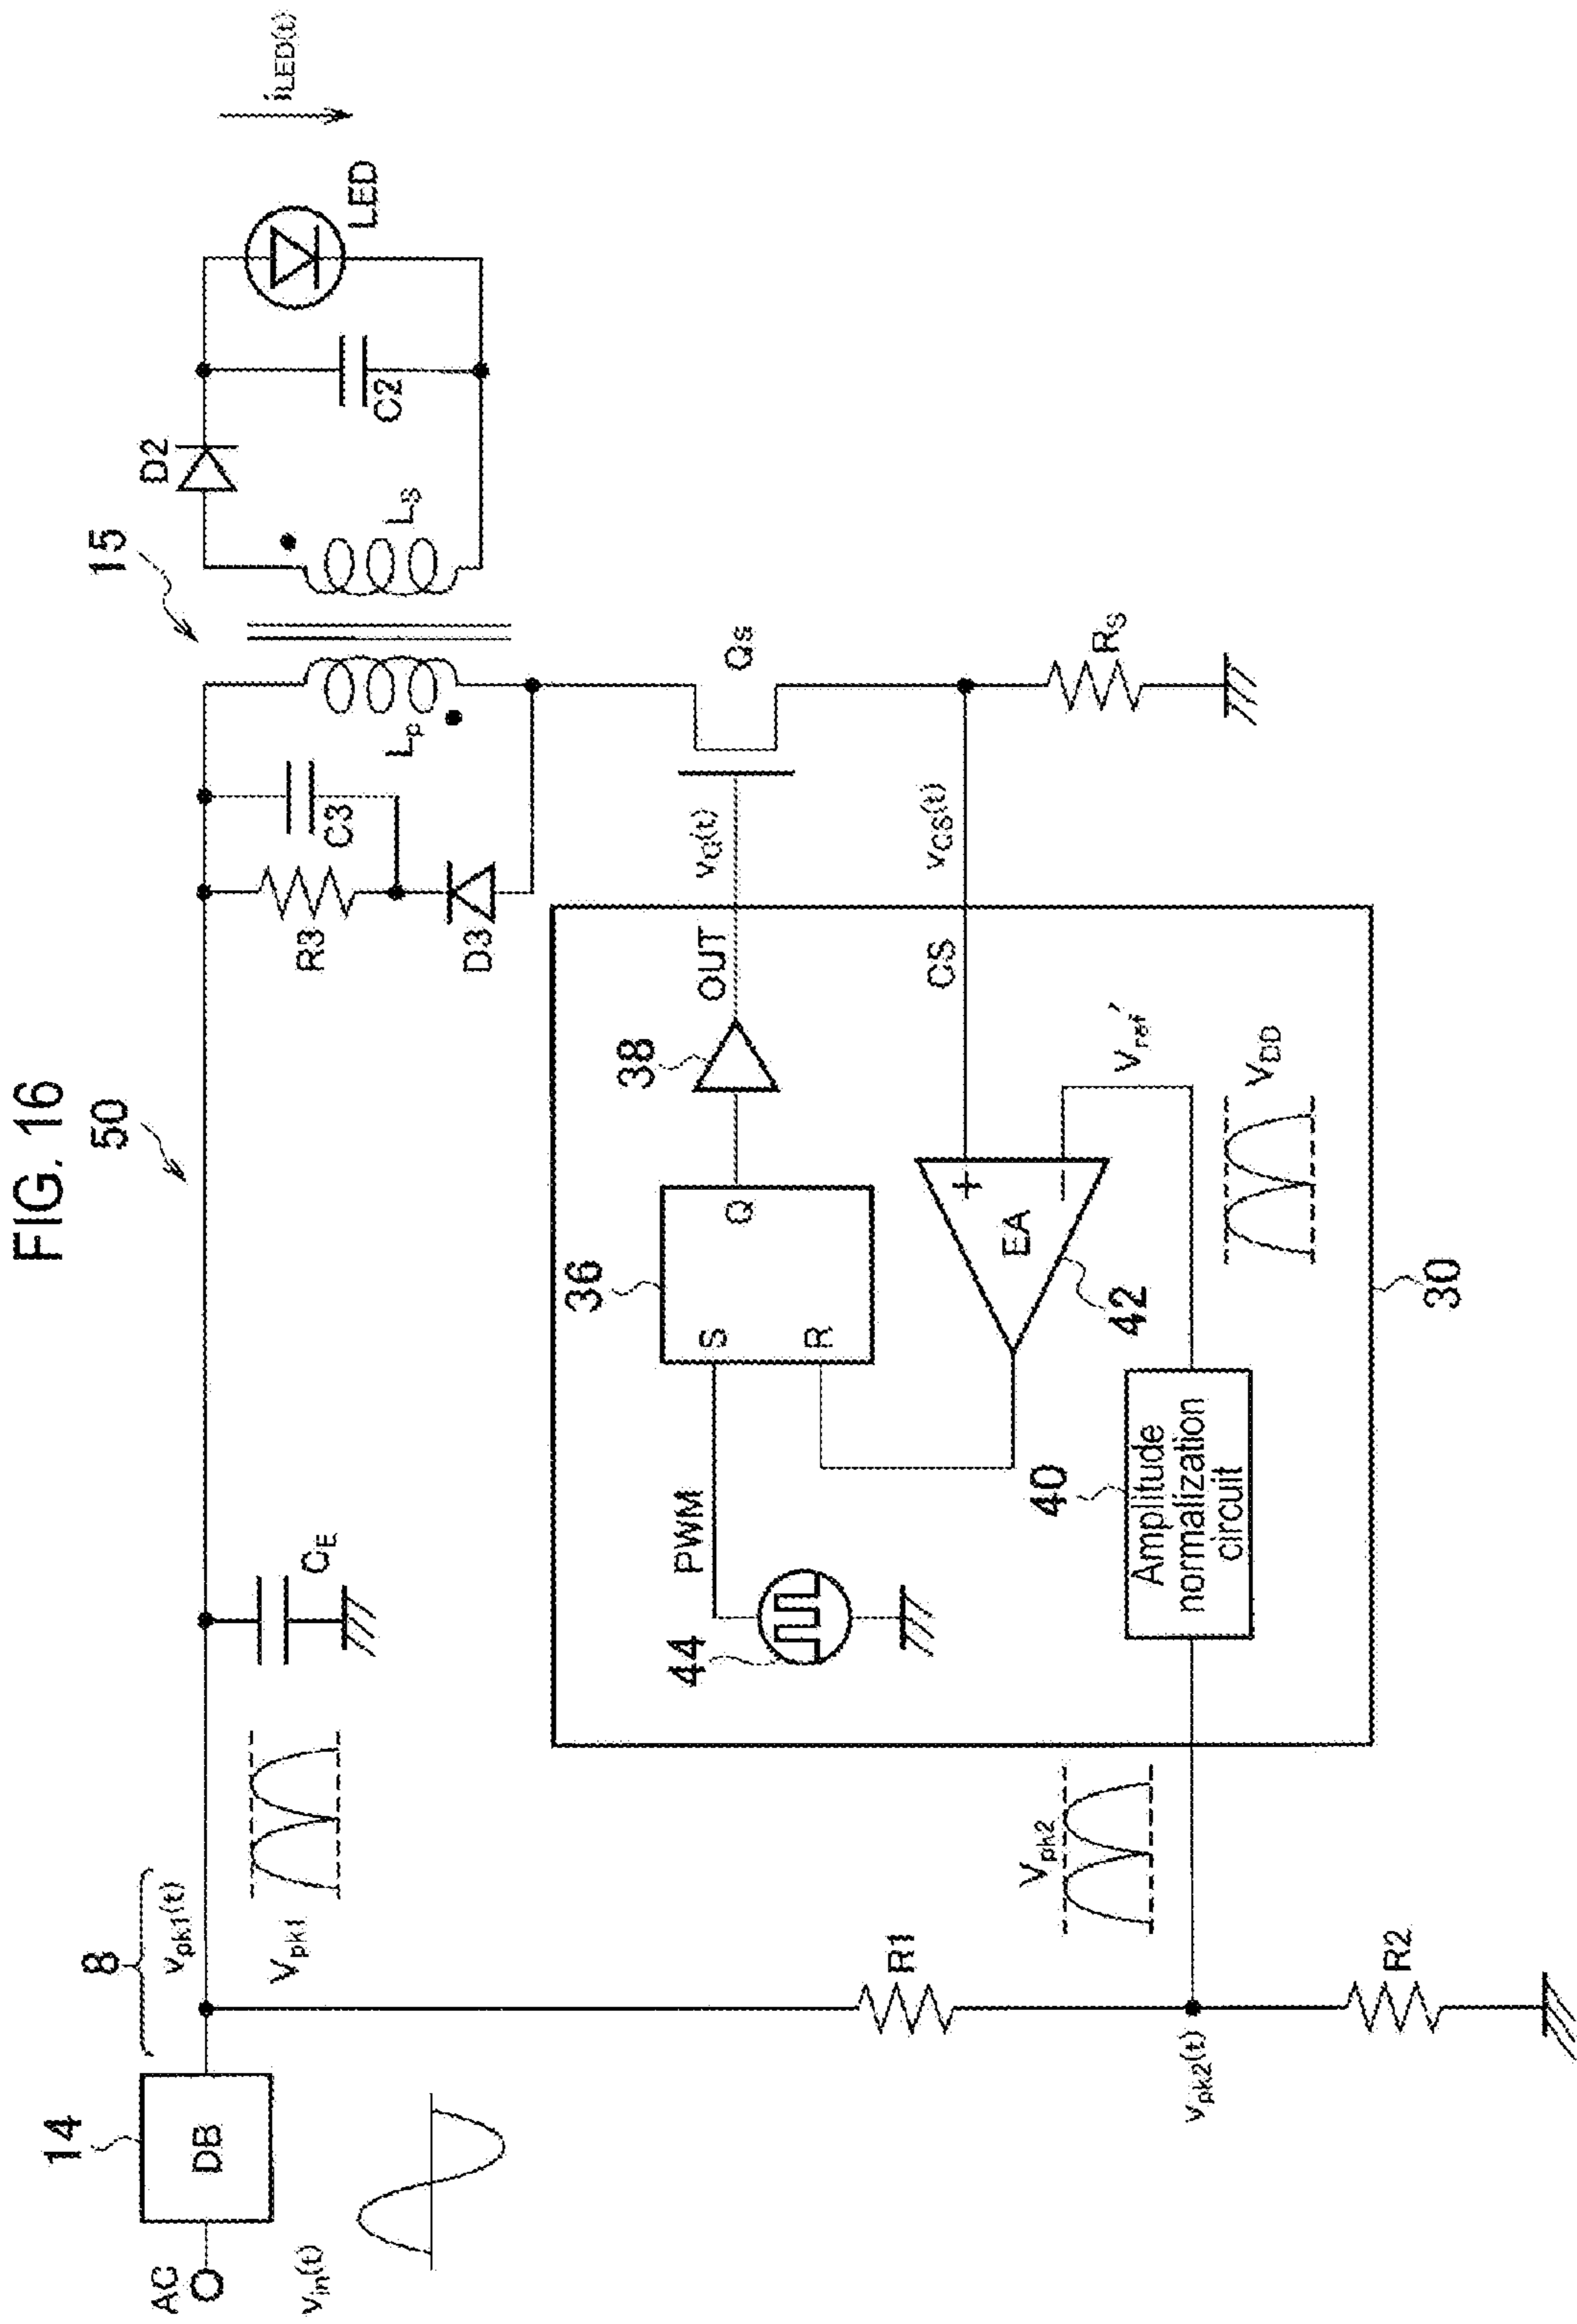 FIG. 16
50
8
14
DB
AC
vin(t)
vpk1(t)
Vpk1
CE
R3
C3
D3
Lp
15
LS
D2
C2
LED
iLED(t)
44
PWM
36
S
R
Q
38
OUT
vG(t)
Qs
CS
vCS(t)
RS
EA
+
−
42
Vref'
VDD
40
Amplitude
normalization
circuit
30
R1
Vpk2
vpk2(t)
R2